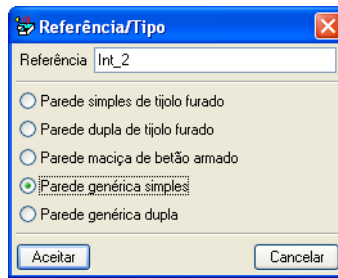 Referência/Tipo
Referência Int_2
Parede simples de tijolo furado
Parede dupla de tijolo furado
Parede maciça de betão armado
Parede genérica simples
Parede genérica dupla
Aceitar Cancelar